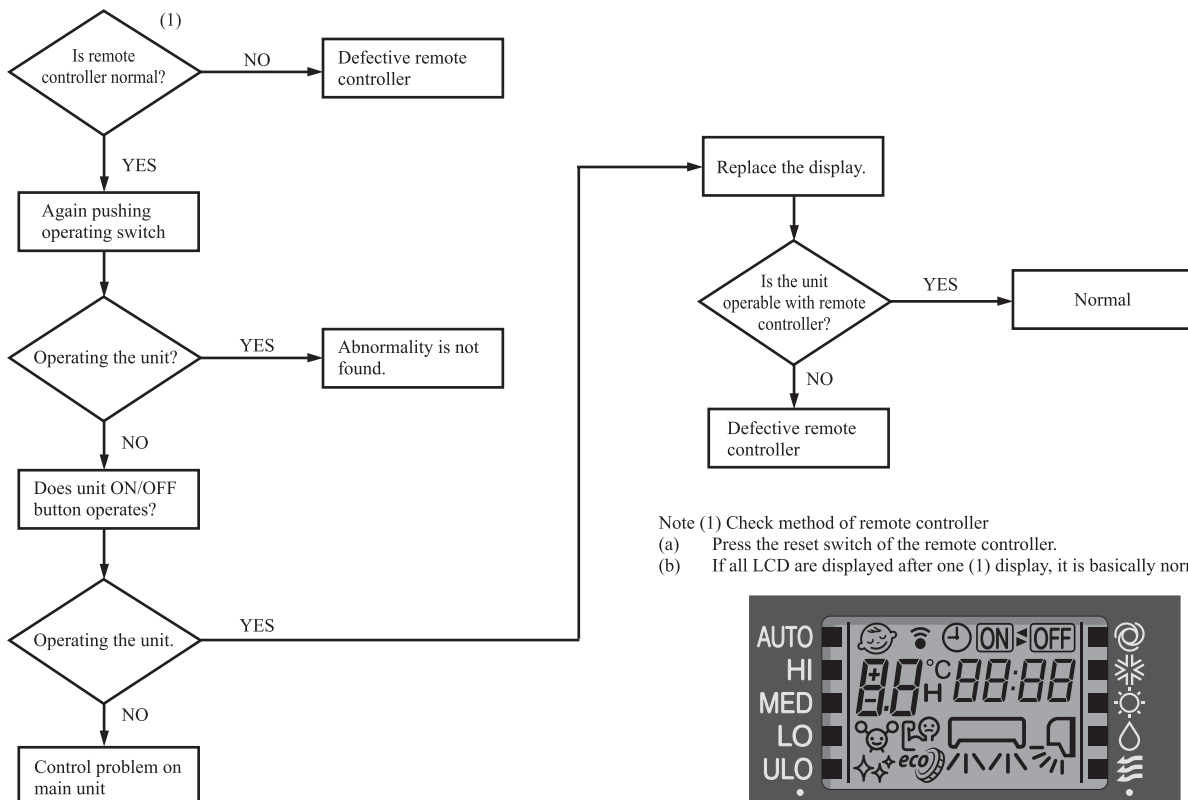 (1)
Is remote
controller normal?
NO
Defective remote
controller
YES
Again pushing
operating switch
Operating the unit?
YES
Abnormality is not
found.
NO
Does unit ON/OFF
button operates?
Operating the unit.
YES
NO
Control problem on
main unit
Replace the display.
Is the unit
operable with remote
controller?
YES
Normal
NO
Defective remote
controller
Note (1) Check method of remote controller
(a) Press the reset switch of the remote controller.
(b) If all LCD are displayed after one (1) display, it is basically nor
AUTO
HI
MED
LO
ULO
ON OFF
+8.8 °C H 88:88
eco